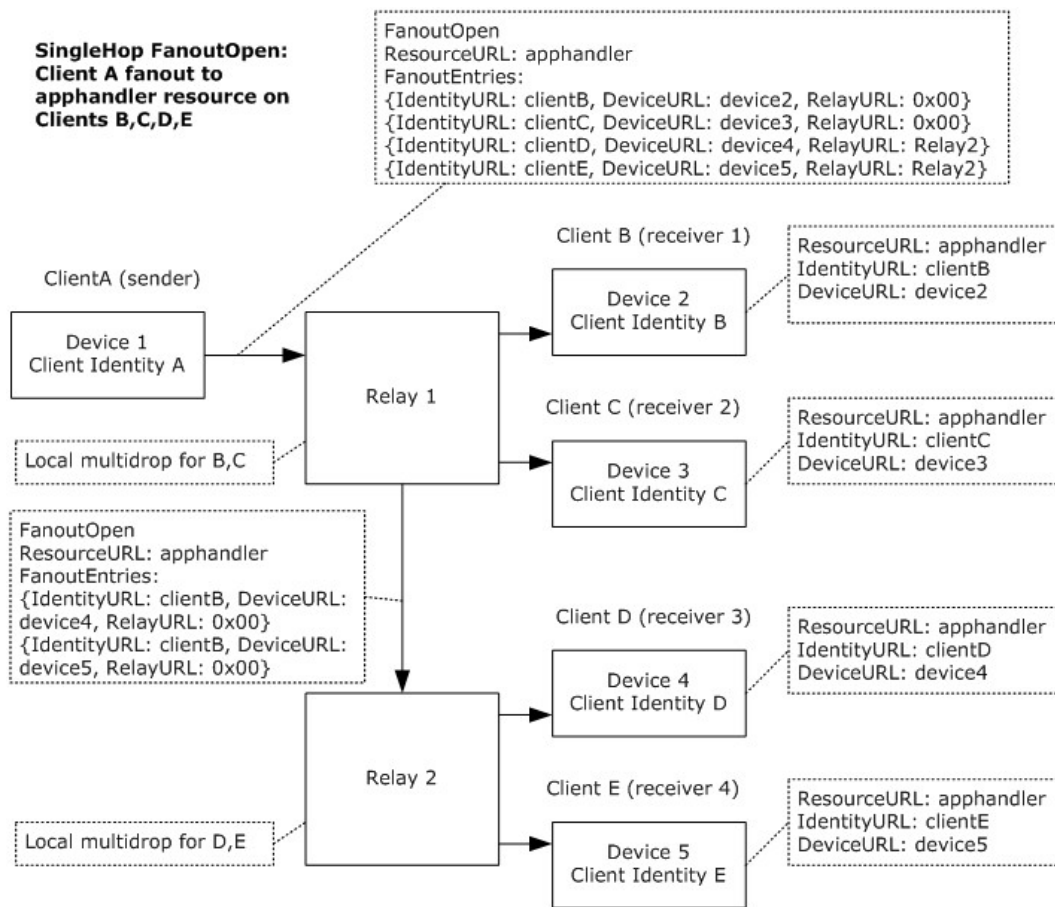 SingleHop FanoutOpen:
Client A fanout to
apphandler resource on
Clients B,C,D,E
FanoutOpen
ResourceURL: apphandler
FanoutEntries:
{IdentityURL: clientB, DeviceURL: device2, RelayURL: 0x00}
{IdentityURL: clientC, DeviceURL: device3, RelayURL: 0x00}
{IdentityURL: clientD, DeviceURL: device4, RelayURL: Relay2}
{IdentityURL: clientE, DeviceURL: device5, RelayURL: Relay2}
ClientA (sender)
Device 1
Client Identity A
Relay 1
Local multidrop for B,C
Client B (receiver 1)
Device 2
Client Identity B
ResourceURL: apphandler
IdentityURL: clientB
DeviceURL: device2
Client C (receiver 2)
Device 3
Client Identity C
ResourceURL: apphandler
IdentityURL: clientC
DeviceURL: device3
FanoutOpen
ResourceURL: apphandler
FanoutEntries:
{IdentityURL: clientB, DeviceURL:
device4, RelayURL: 0x00}
{IdentityURL: clientB, DeviceURL:
device5, RelayURL: 0x00}
Relay 2
Local multidrop for D,E
Client D (receiver 3)
Device 4
Client Identity D
ResourceURL: apphandler
IdentityURL: clientD
DeviceURL: device4
Client E (receiver 4)
Device 5
Client Identity E
ResourceURL: apphandler
IdentityURL: clientE
DeviceURL: device5